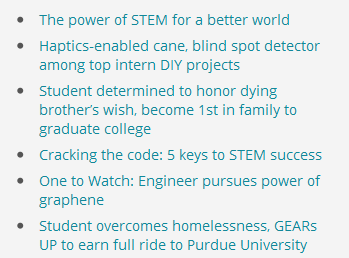 The power of STEM for a better world
Haptics-enabled cane, blind spot detector
among top intern DIY projects
Student determined to honor dying
brother's wish, become 1st in family to
graduate college
Cracking the code: 5 keys to STEM success
One to Watch: Engineer pursues power of
graphene
Student overcomes homelessness, GEARs
UP to earn full ride to Purdue University